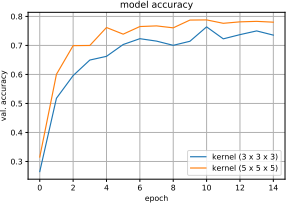 model accuracy
0.8
0.7
0.6
0.5
0.4
0.3
val. accuracy
kernel (3 x 3 x 3)
kernel (5 x 5 x 5)
0 2 4 6 8 10 12 14
epoch